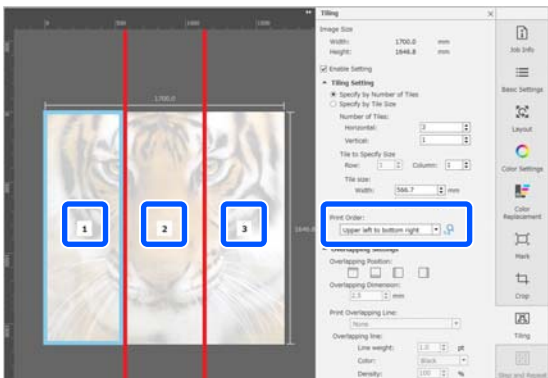 Tiling
Image Size
Width: 1700.0 mm
Height: 1646.8 mm
Enable Setting
Tiling Setting
Specify by Number of Tiles
Specify by Tile Size
Number of Tiles:
Horizontal: 3
Vertical: 1
Tile to Specify Size
Row: 1 Column: 1
Tile size:
Width: 566.7 mm
Print Order:
Upper left to bottom right
Overlapping Settings
Overlapping Position:
Overlapping Dimension:
mm
Print Overlapping Line:
None
Overlapping line:
Line weight: 1.0 pt
Color: Black
Density: 100 %
Job Info
Basic Settings
Layout
Color Settings
Color
Replacement
Mark
Crop
Tiling
Step and Repeat
0 500 1000 1500
1700.0
1646.8
1 2 3